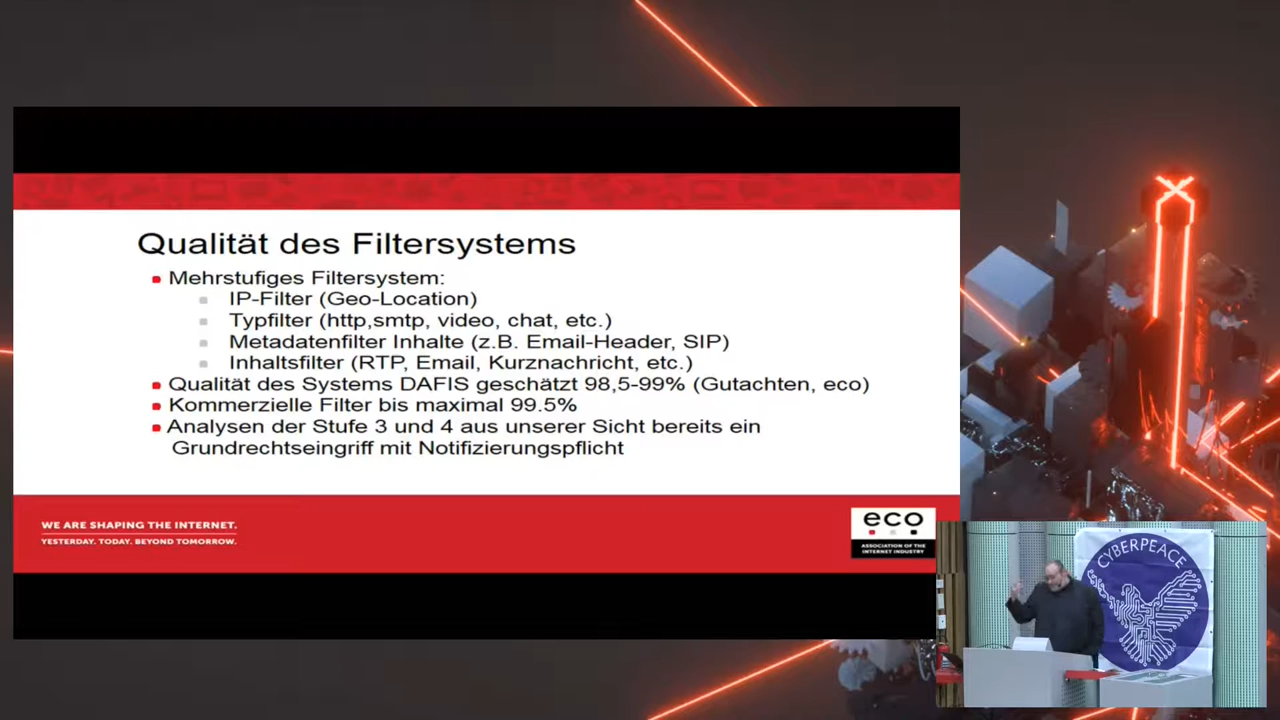 Qualität des Filtersystems
Mehrstufiges Filtersystem:
IP-Filter (Geo-Location)
Typfilter (http,smtp, video, chat, etc.)
Metadatenfilter Inhalte (z.B. Email-Header, SIP)
Inhaltsfilter (RTP, Email, Kurznachricht, etc.)
Qualität des Systems DAFIS geschätzt 98,5-99% (Gutachten, eco)
Kommerzielle Filter bis maximal 99.5%
Analysen der Stufe 3 und 4 aus unserer Sicht bereits ein
Grundrechtseingriff mit Notifizierungspflicht
WE ARE SHAPING THE INTERNET.
YESTERDAY. TODAY. BEYOND TOMORROW.
eco
ASSOCIATION OF THE
INTERNET INDUSTRY
CYBERPEACE